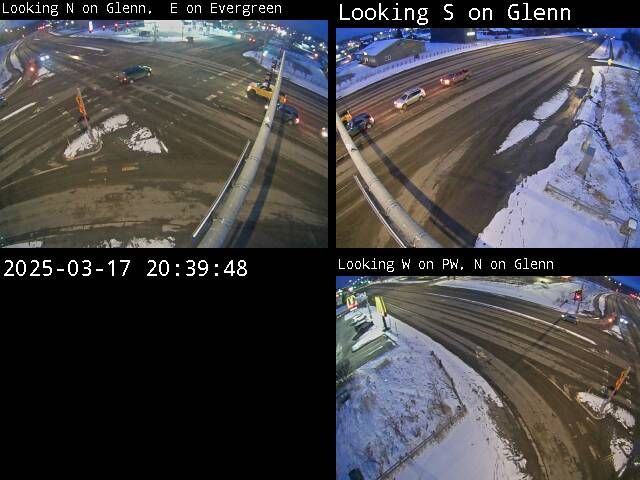 Looking N on Glenn,  E on Evergreen
Looking S on Glenn
2025-03-17 20:39:48
Looking W on PW, N on Glenn